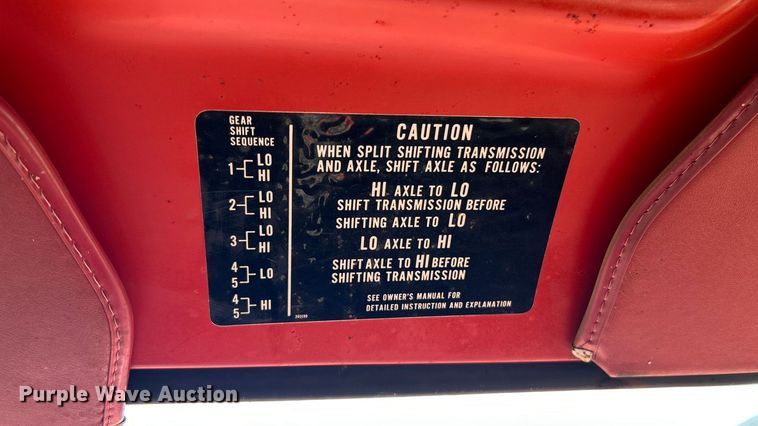 GEAR
SHIFT
SEQUENCE
1 LO
HI
2 LO
HI
3 LO
HI
4
5 LO
4
5 HI
CAUTION
WHEN SPLIT SHIFTING TRANSMISSION
AND AXLE, SHIFT AXLE AS FOLLOWS:
HI AXLE TO LO
SHIFT TRANSMISSION BEFORE
SHIFTING AXLE TO LO
LO AXLE TO HI
SHIFT AXLE TO HI BEFORE
SHIFTING TRANSMISSION
SEE OWNER'S MANUAL FOR
DETAILED INSTRUCTION AND EXPLANATION
Purple Wave Auction